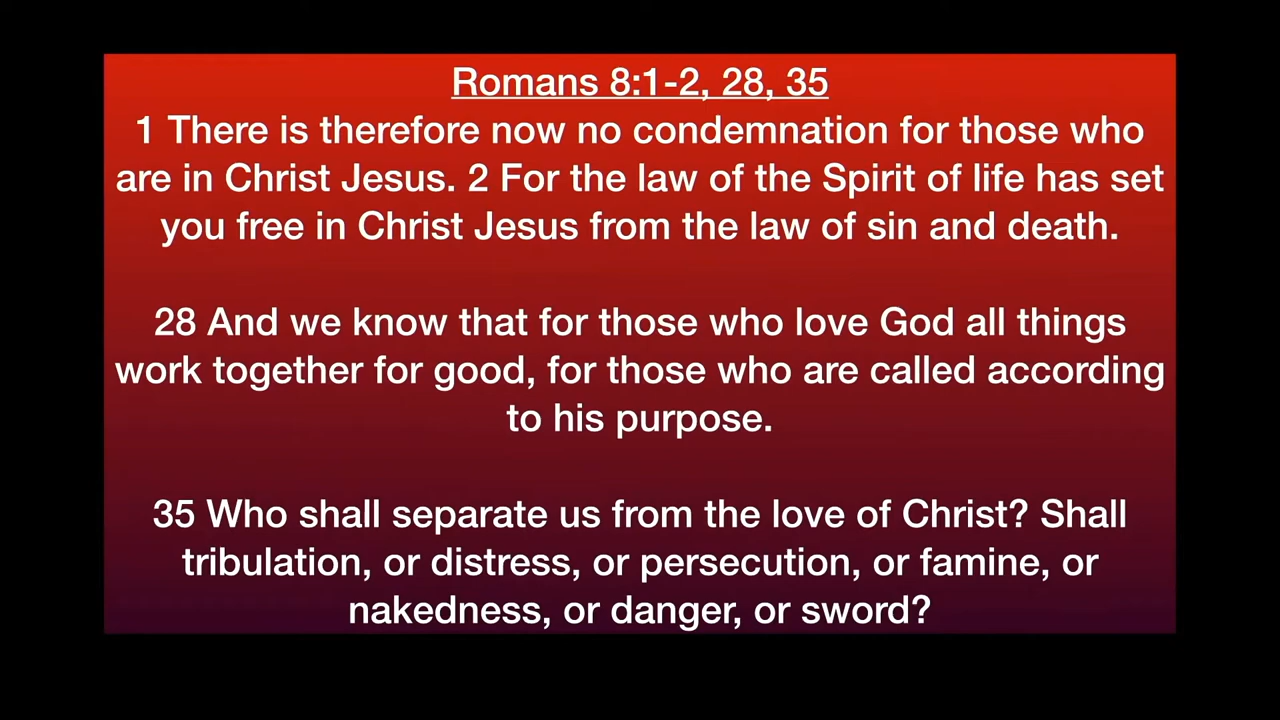 Romans 8:1-2, 28, 35
1 There is therefore now no condemnation for those who
are in Christ Jesus. 2 For the law of the Spirit of life has set
you free in Christ Jesus from the law of sin and death.
28 And we know that for those who love God all things
work together for good, for those who are called according
to his purpose.
35 Who shall separate us from the love of Christ? Shall
tribulation, or distress, or persecution, or famine, or
nakedness, or danger, or sword?